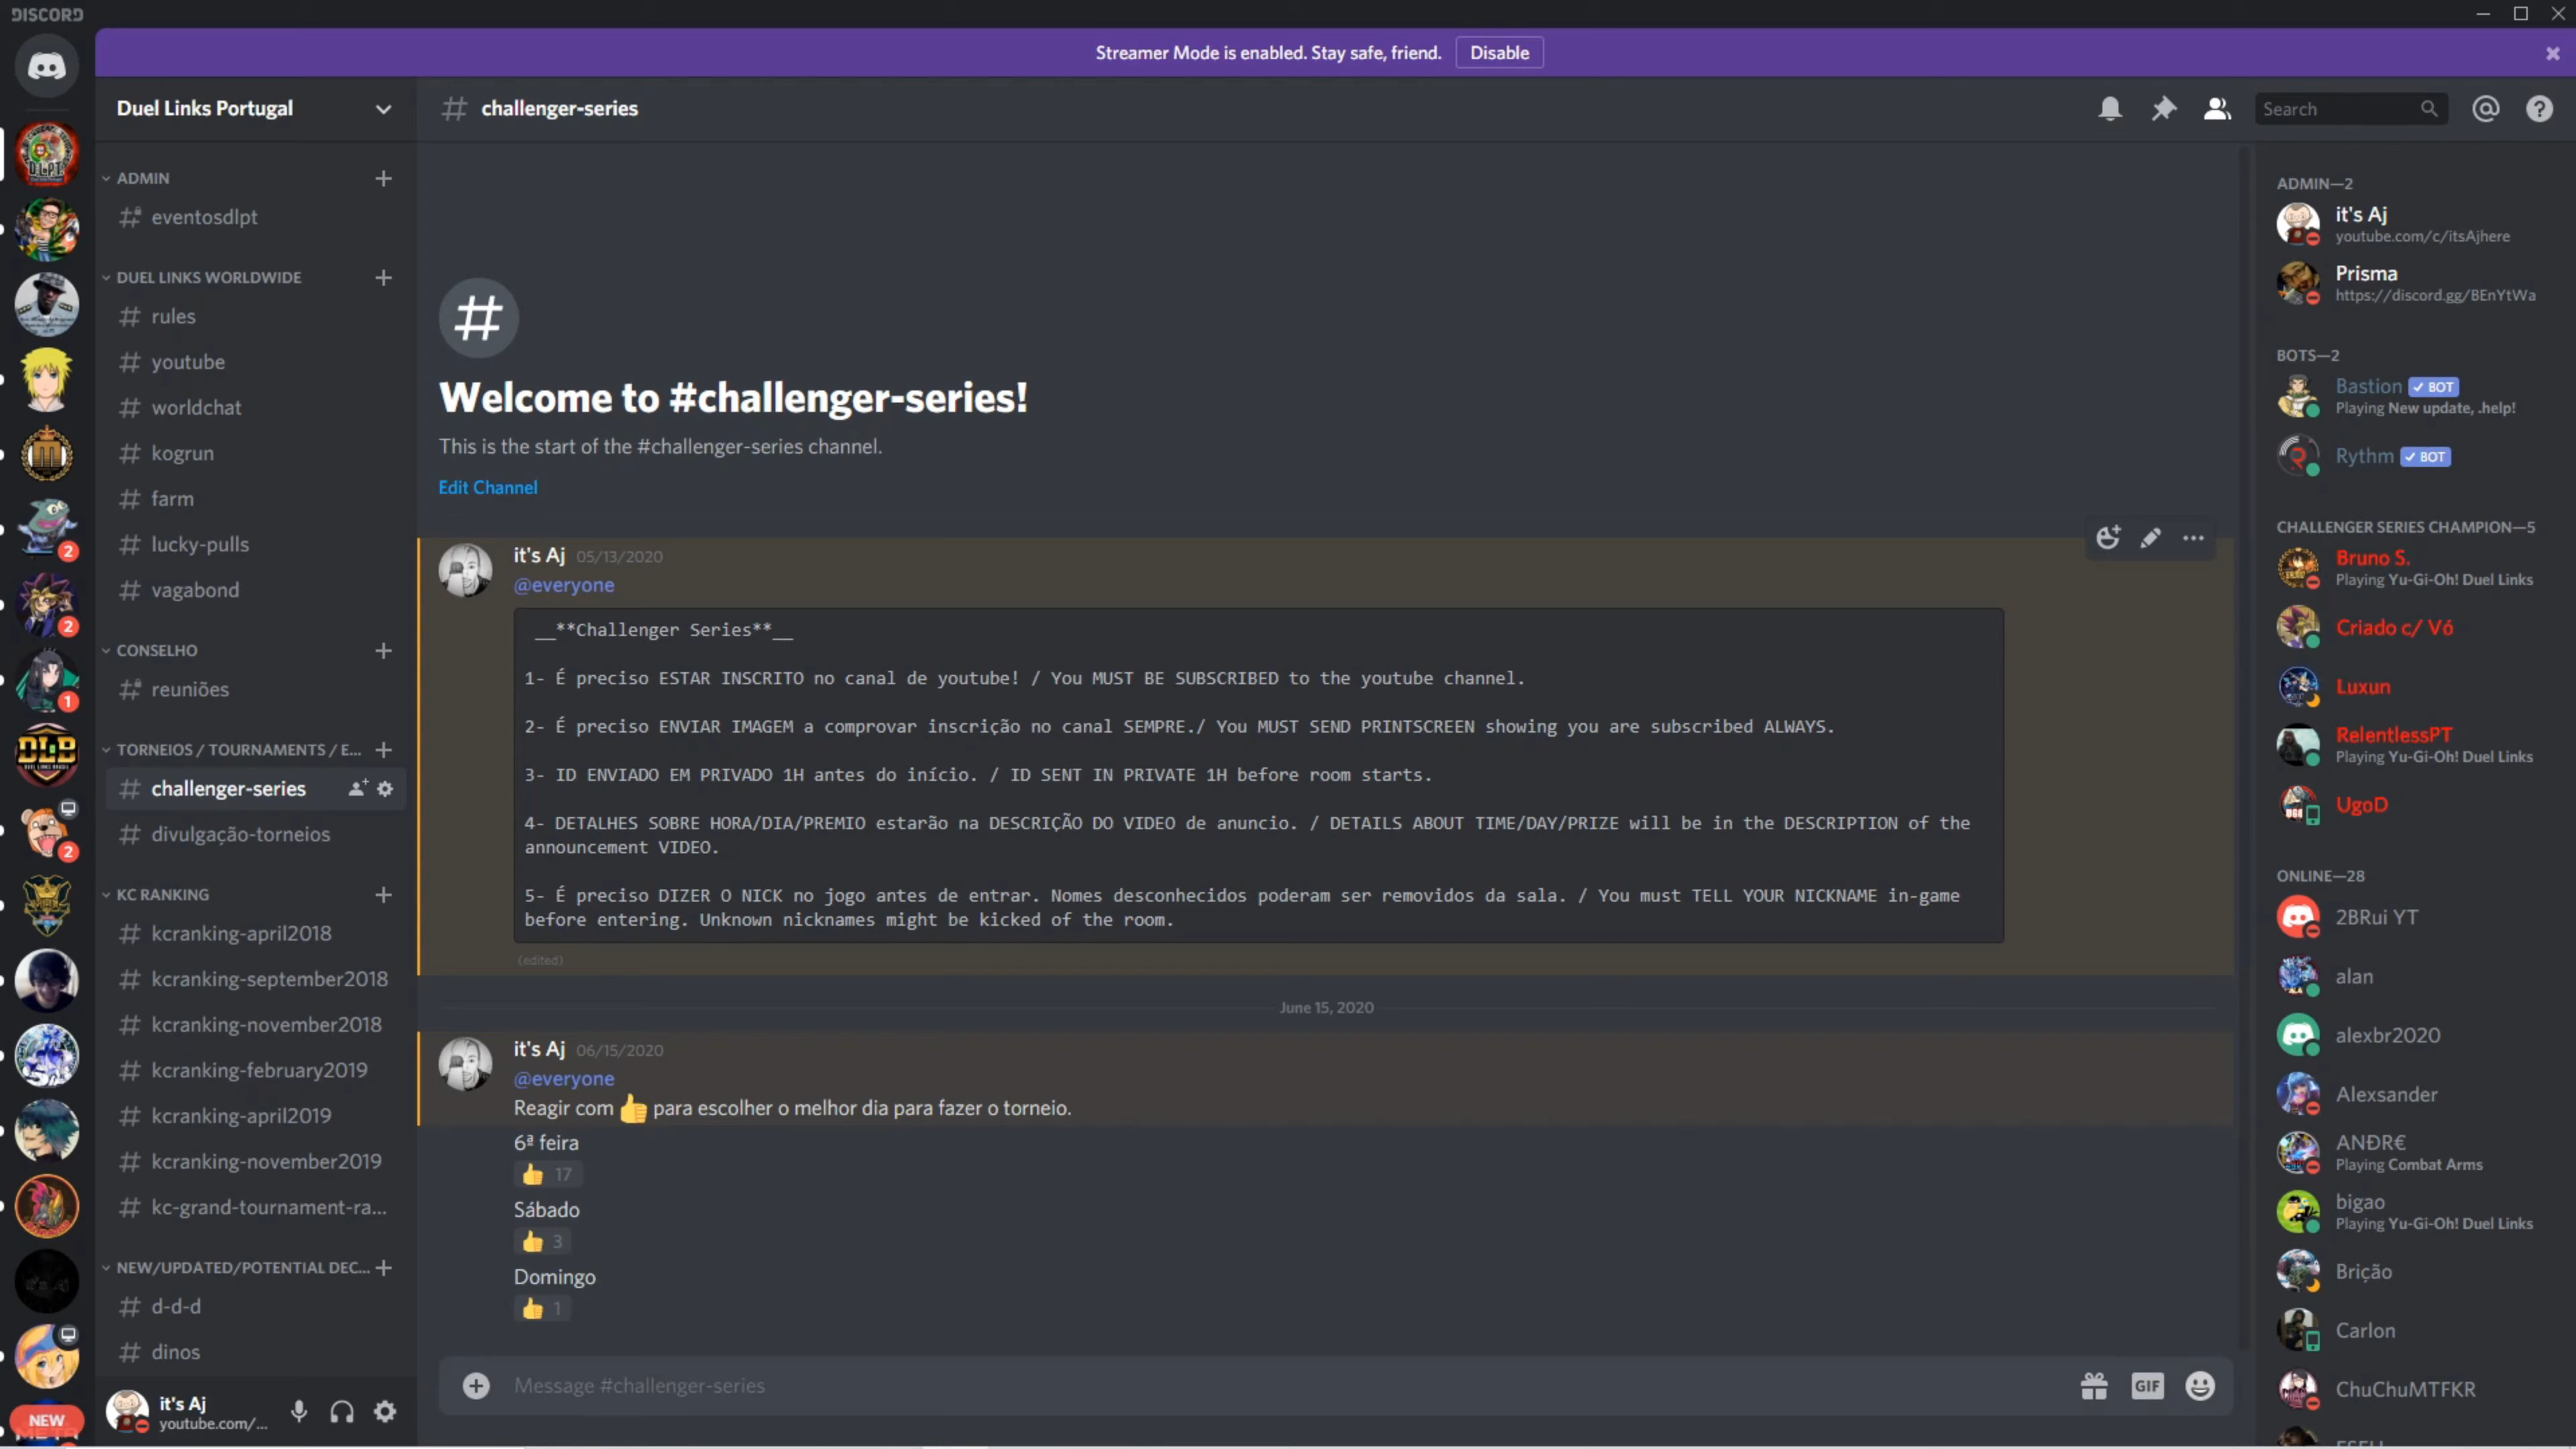 DISCORD
Streamer Mode is enabled. Stay safe, friend. Disable
Duel Links Portugal
ADMIN
eventosdlpt
DUEL LINKS WORLDWIDE
rules
youtube
worldchat
kogrun
farm
lucky-pulls
vagabond
CONSELHO
reuniões
TORNEIOS / TOURNAMENTS / E...
challenger-series
divulgação-torneios
KC RANKING
kcranking-april2018
kcranking-september2018
kcranking-november2018
kcranking-february2019
kcranking-april2019
kcranking-november2019
kc-grand-tournament-ra...
NEW/UPDATED/POTENTIAL DEC...
d-d-d
dinos
it's Aj
youtube.com/...
NEW
2
2
1
DLB
2
# challenger-series
Search
Welcome to #challenger-series!
This is the start of the #challenger-series channel.
Edit Channel
it's Aj 05/13/2020
@everyone
__**Challenger Series**__
1- É preciso ESTAR INSCRITO no canal de youtube! / You MUST BE SUBSCRIBED to the youtube channel.
2- É preciso ENVIAR IMAGEM a comprovar inscrição no canal SEMPRE./ You MUST SEND PRINTSCREEN showing you are subscribed ALWAYS.
3- ID ENVIADO EM PRIVADO 1H antes do início. / ID SENT IN PRIVATE 1H before room starts.
4- DETALHES SOBRE HORA/DIA/PREMIO estarão na DESCRIÇÃO DO VIDEO de anuncio. / DETAILS ABOUT TIME/DAY/PRIZE will be in the DESCRIPTION of the
announcement VIDEO.
5- É preciso DIZER O NICK no jogo antes de entrar. Nomes desconhecidos poderam ser removidos da sala. / You must TELL YOUR NICKNAME in-game
before entering. Unknown nicknames might be kicked of the room.
(edited)
June 15, 2020
it's Aj 06/15/2020
@everyone
Reagir com 👍 para escolher o melhor dia para fazer o torneio.
6ª feira
👍 17
Sábado
👍 3
Domingo
👍 1
Message #challenger-series
GIF
ADMIN—2
it's Aj
youtube.com/c/itsAjhere
Prisma
https://discord.gg/BEnYtWa
BOTS—2
Bastion ✓ BOT
Playing New update, .help!
Rythm ✓ BOT
CHALLENGER SERIES CHAMPION—5
Bruno S.
Playing Yu-Gi-Oh! Duel Links
Criado c/ Vó
Luxun
RelentlessPT
Playing Yu-Gi-Oh! Duel Links
UgoD
ONLINE—28
2BRui YT
alan
alexbr2020
Alexsander
ANÐR€
Playing Combat Arms
bigao
Playing Yu-Gi-Oh! Duel Links
Brição
Carlon
ChuChuMTFKR